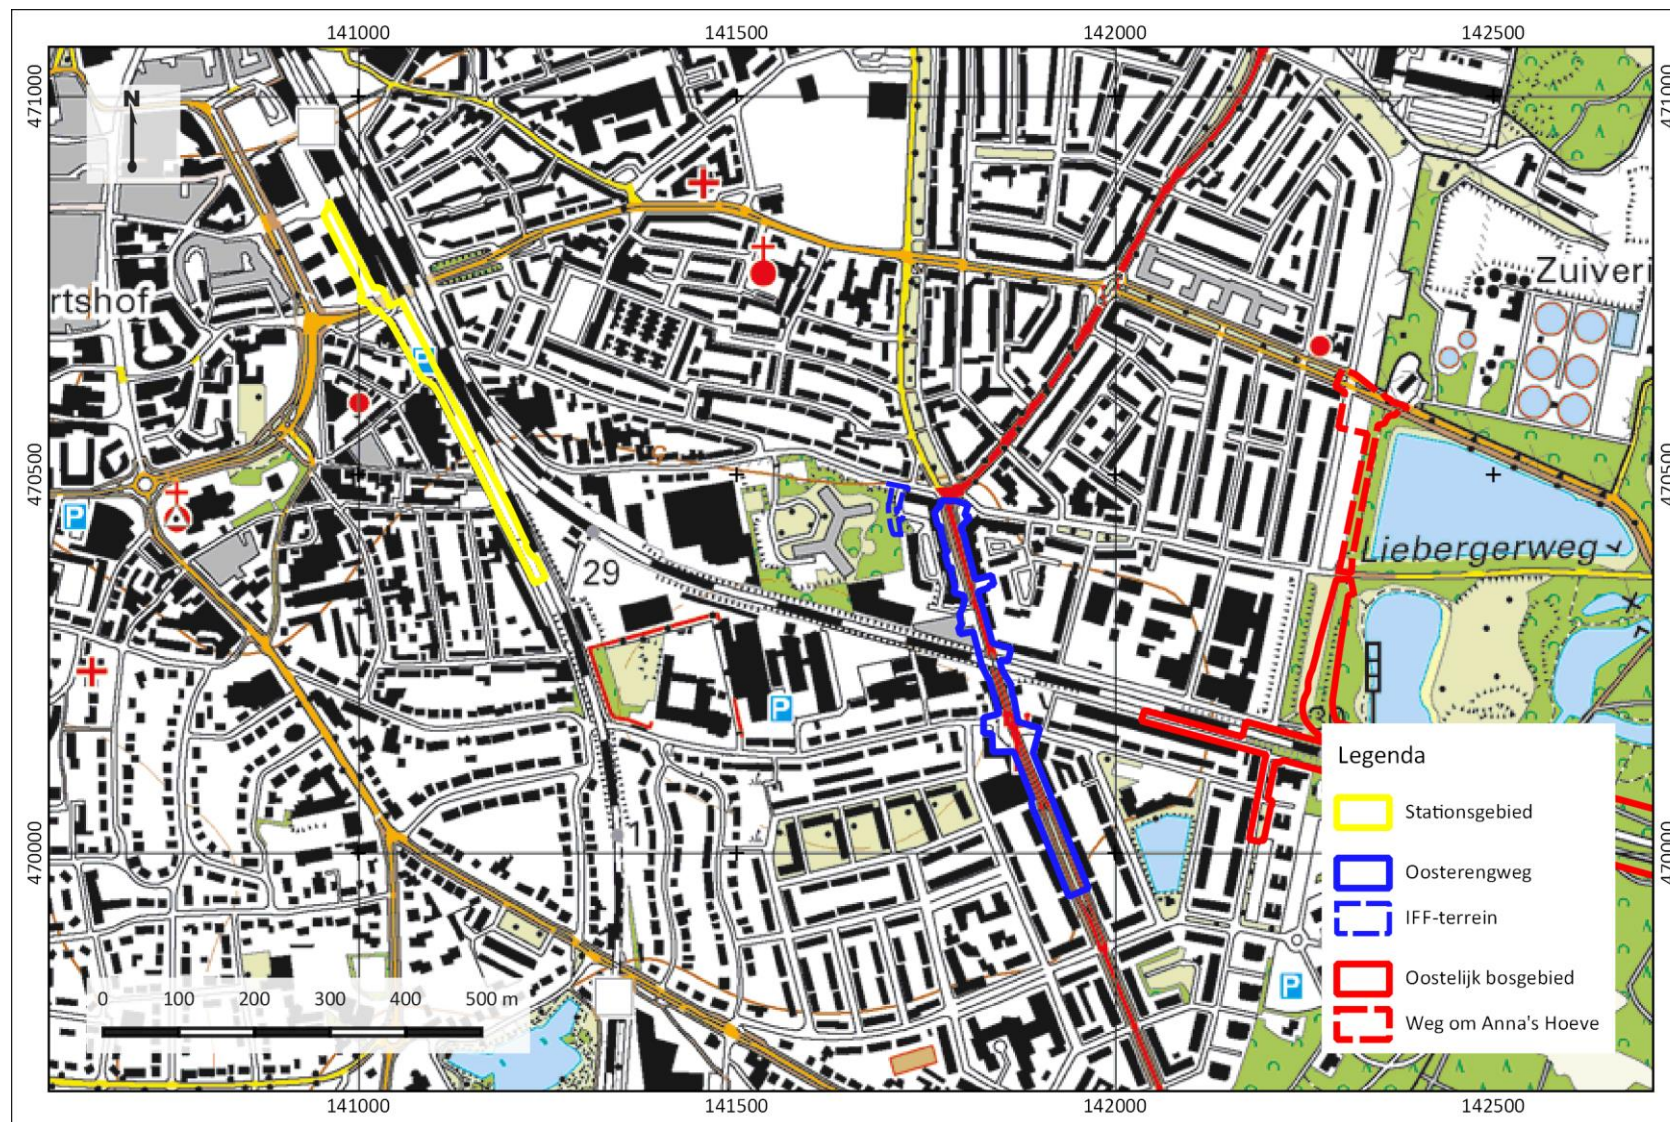 141000 141500 142000 142500
471000
471000
N
Zuiveri
rtshof
P
470500
470500
P
Liebergerweg
29
P
Legenda
Stationsgebied
1
470000
470000
Oosterengweg
IFF-terrein
Oostelijk bosgebied
P
0 100 200 300 400 500 m
Weg om Anna's Hoeve
141000 141500 142000 142500